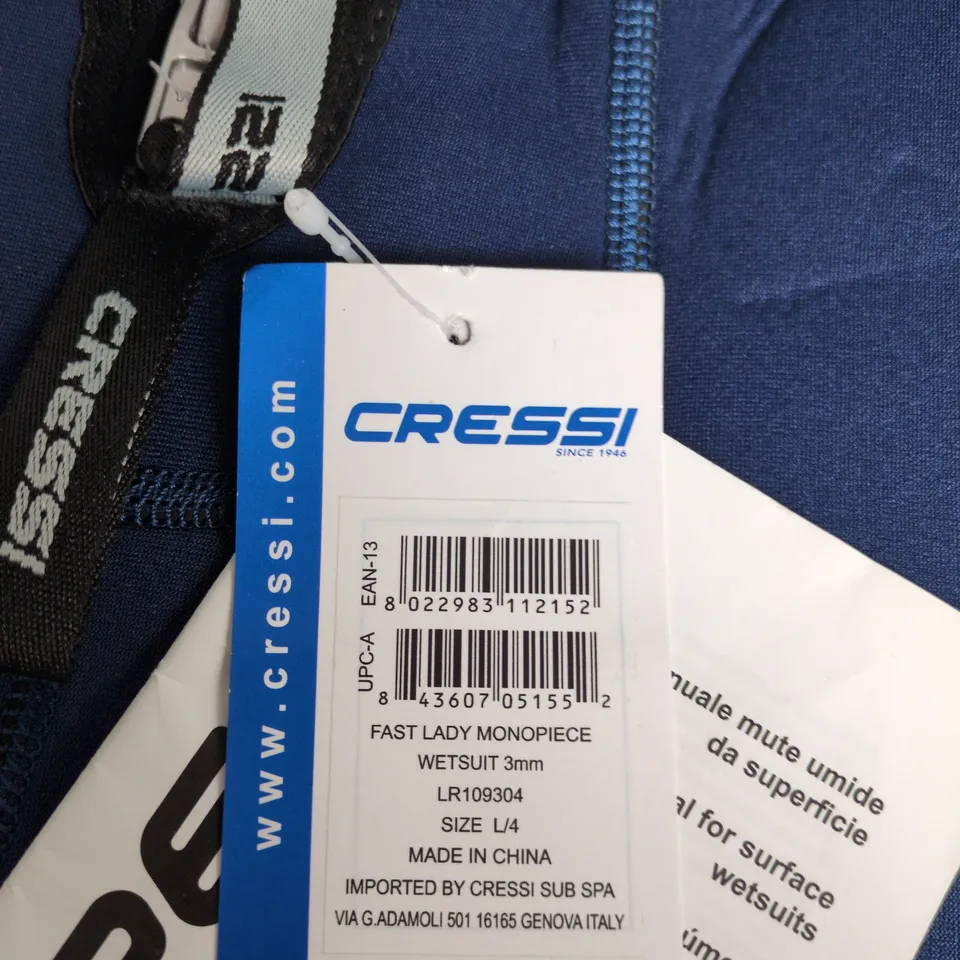 CRESSI
CRESSI
SINCE 1946
www.cressi.com
EAN-13
8 022983 112152
UPC-A
8 43607 05155 2
FAST LADY MONOPIECE
WETSUIT 3mm
LR109304
SIZE L/4
MADE IN CHINA
IMPORTED BY CRESSI SUB SPA
VIA G.ADAMOLI 501 16165 GENOVA ITALY
mute umide
da superficie
for surface
wetsuits